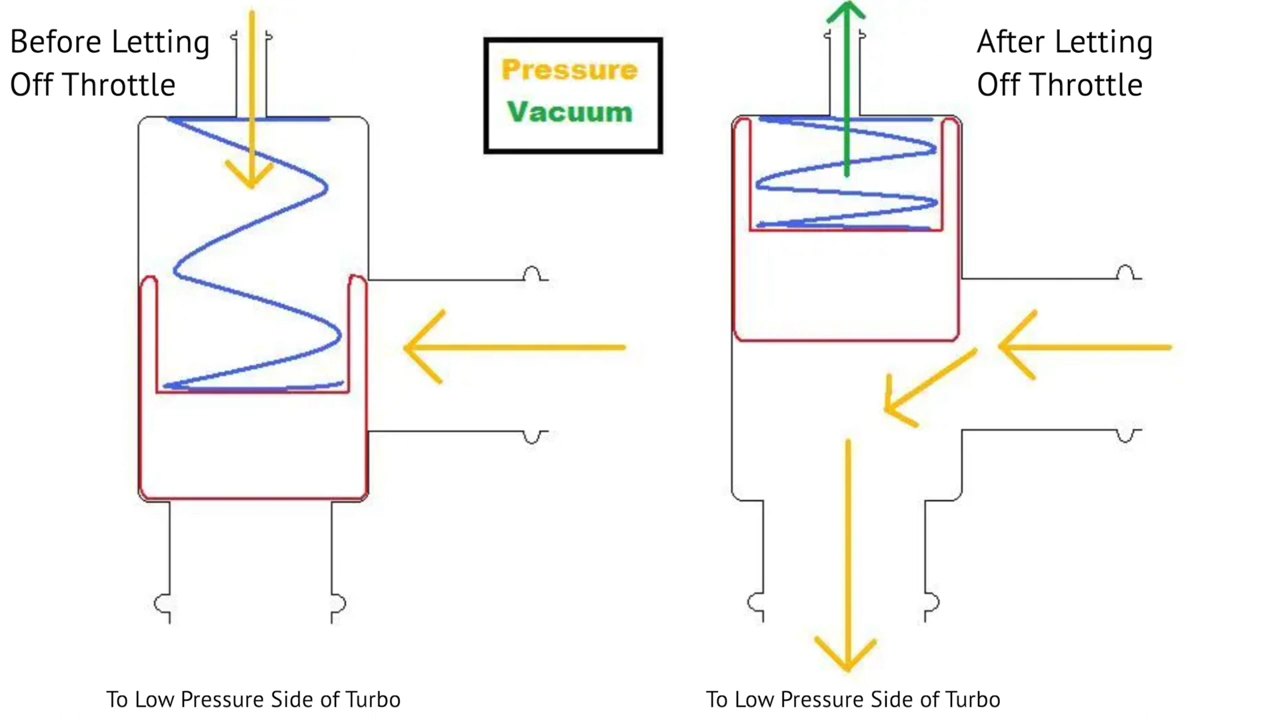 Before Letting
Off Throttle
Pressure
Vacuum
After Letting
Off Throttle
To Low Pressure Side of Turbo
To Low Pressure Side of Turbo